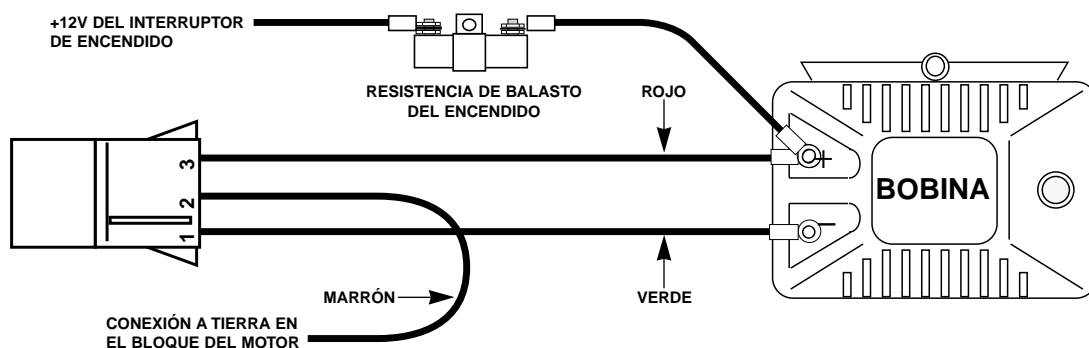 +12V DEL INTERRUPTOR
DE ENCENDIDO
RESISTENCIA DE BALASTO
DEL ENCENDIDO
ROJO
3
2
1
+
BOBINA
−
MARRÓN
VERDE
CONEXIÓN A TIERRA EN
EL BLOQUE DEL MOTOR